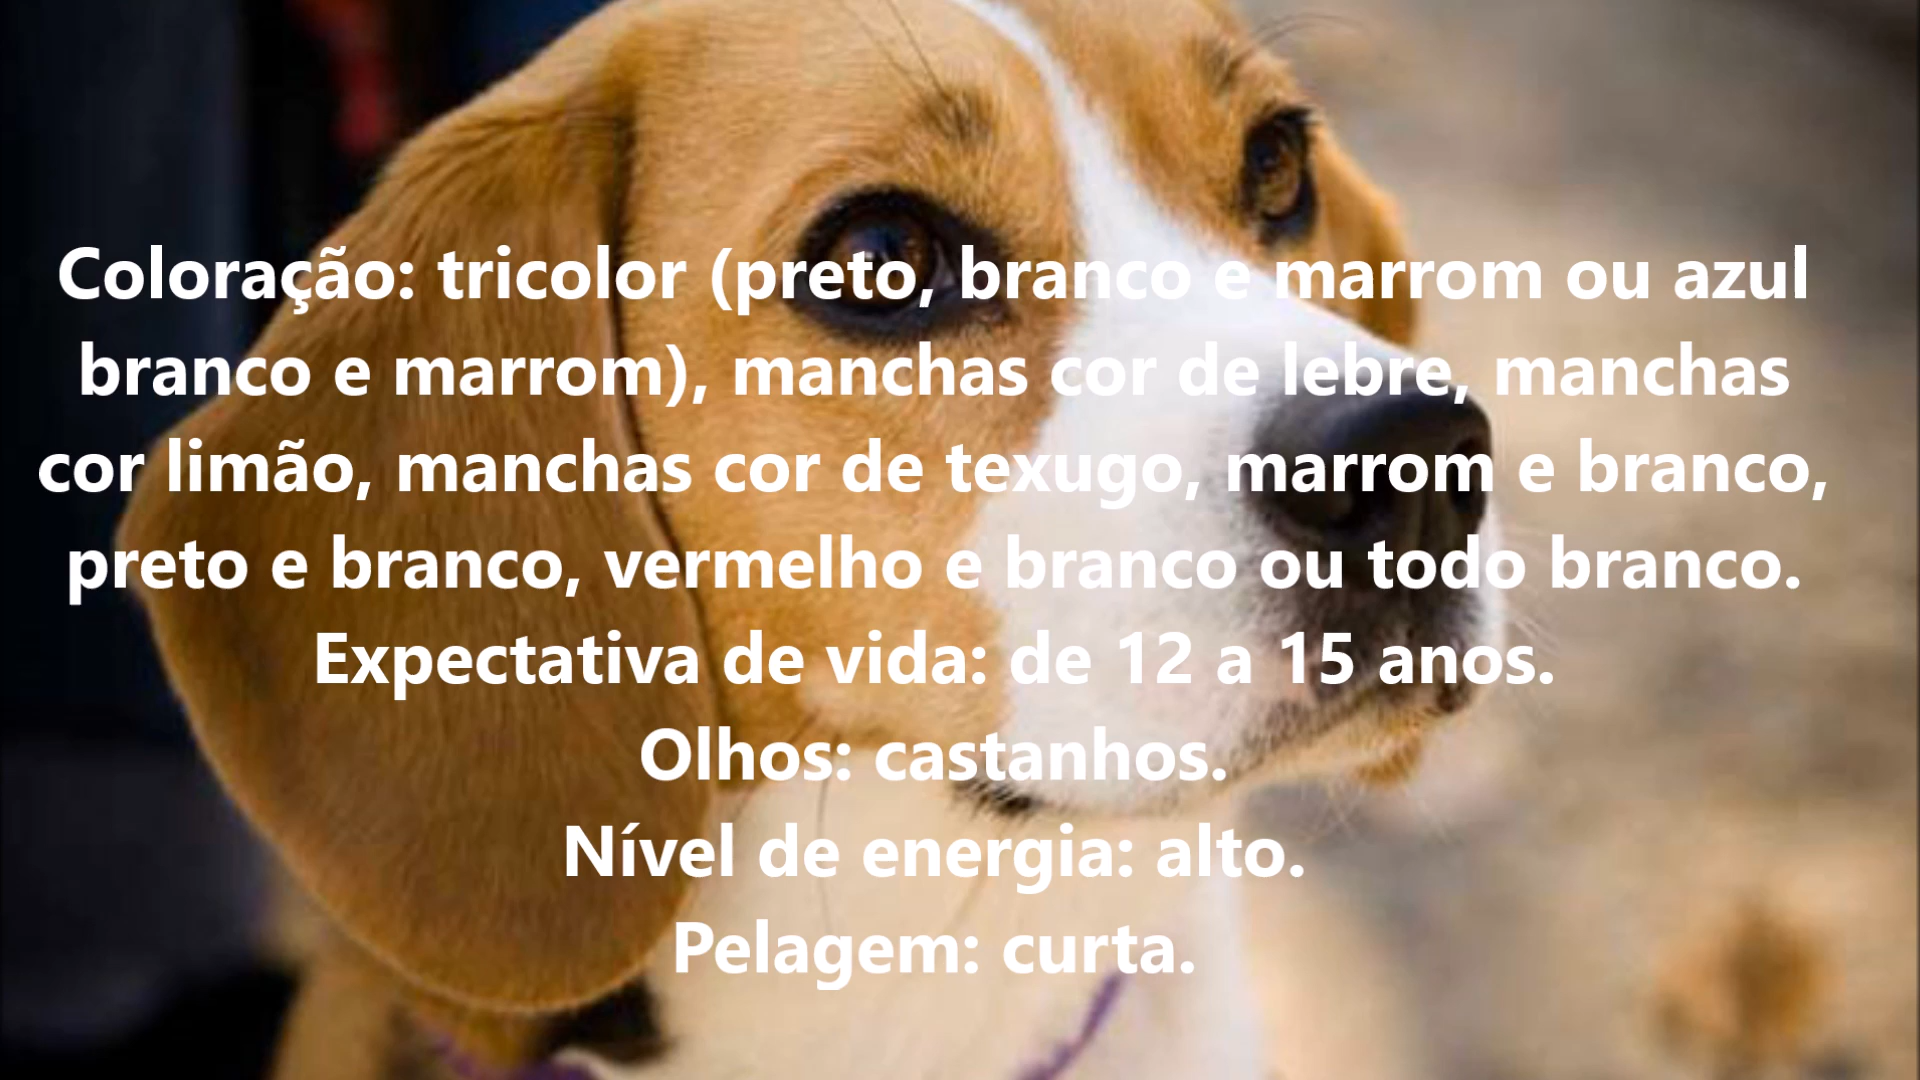 Coloração: tricolor (preto, branco e marrom ou azul
branco e marrom), manchas cor de lebre, manchas
cor limão, manchas cor de texugo, marrom e branco,
preto e branco, vermelho e branco ou todo branco.
Expectativa de vida: de 12 a 15 anos.
Olhos: castanhos.
Nível de energia: alto.
Pelagem: curta.